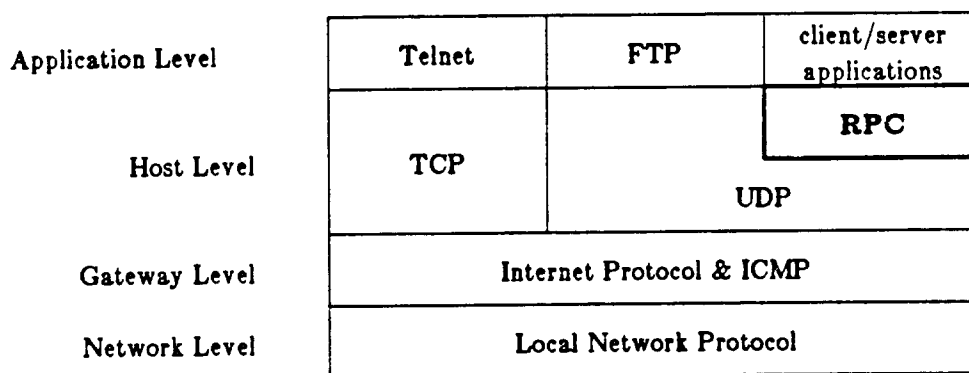 Application Level
Telnet
FTP
client/server
applications
RPC
Host Level
TCP
UDP
Gateway Level
Internet Protocol & ICMP
Network Level
Local Network Protocol